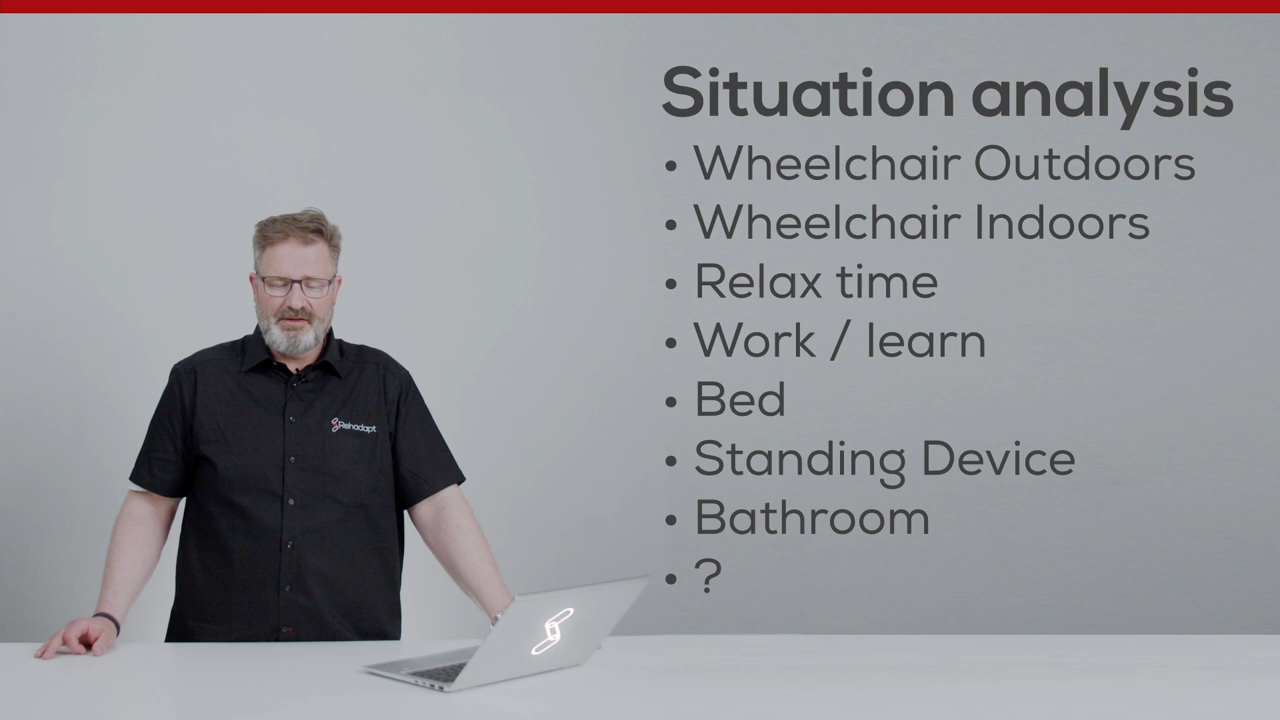 Situation analysis
• Wheelchair Outdoors
• Wheelchair Indoors
• Relax time
• Work / learn
• Bed
• Standing Device
• Bathroom
• ?
Rehadapt